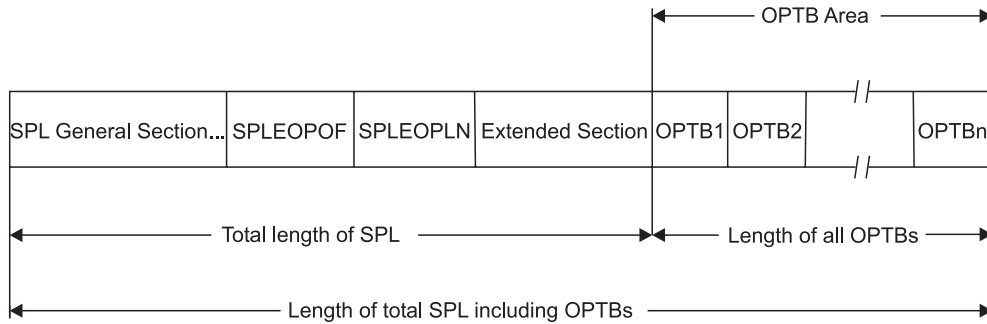 OPTB Area
SPL General Section... SPLEOPOF SPLEOPLN Extended Section OPTB1 OPTB2 // OPTBn
//
Total length of SPL Length of all OPTBs
Length of total SPL including OPTBs